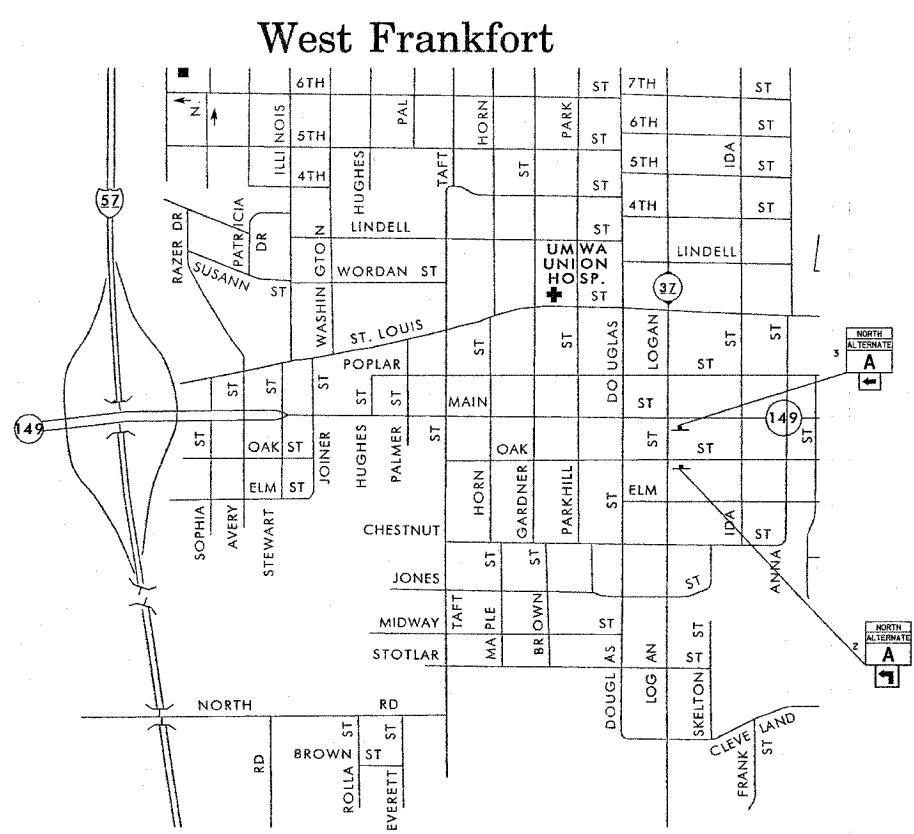 West Frankfort
6TH
ST
7TH
ST
N.
ILLINOIS
PAL
HORN
PARK
6TH
ST
5TH
ST
5TH
ST
IDA
4TH
HUGHES
TAFT
ST
ST
4TH
ST
57
RAZER DR
PATRICIA
DR
LINDELL
ST
WASHINGTON
UMWA
UNION
HOSP.
LINDELL
SUSANN
ST
WORDAN ST
ST
37
ST. LOUIS
ST
ST
DOUGLAS
LOGAN
ST
ST
NORTH
ALTERNATE
A
3
POPLAR
ST
ST
ST
ST
ST
ST
ST
MAIN
ST
149
149
ST
OAK ST
JOINER
HUGHES
PALMER
ST
OAK
ST
ST
ST
ELM ST
HORN
GARDNER
PARKHILL
ST
ELM
SOPHIA
AVERY
STEWART
CHESTNUT
IDA
ST
JONES
ST
ST
ST
ANNA
MIDWAY
TAFT
MAPLE
BROWN
ST
ST
NORTH
ALTERNATE
A
2
STOTLAR
ST
DOUGLAS
LOGAN
SKELTON
NORTH RD
CLEVELAND
FRANK
ST
RD
BROWN ST
ROLLA
ST
EVERETT
ST